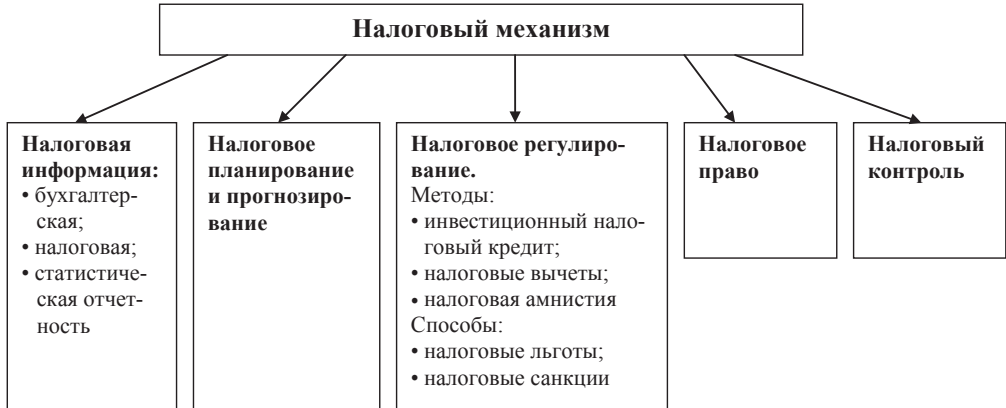 Налоговый механизм
Налоговая
информация:
• бухгалтер-
ская;
• налоговая;
• статистиче-
ская отчет-
ность
Налоговое
планирование
и прогнозиро-
вание
Налоговое регулиро-
вание.
Методы:
• инвестиционный нало-
говый кредит;
• налоговые вычеты;
• налоговая амнистия
Способы:
• налоговые льготы;
• налоговые санкции
Налоговое
право
Налоговый
контроль